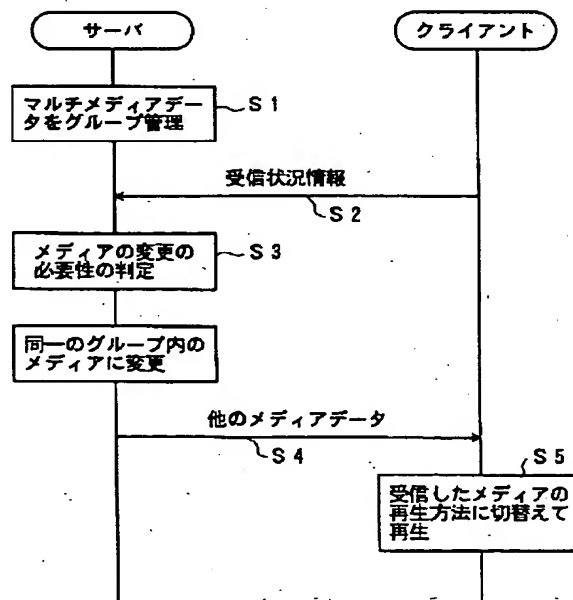 サーバ
クライアント
マルチメディアデー
タをグループ管理
S1
受信状況情報
S2
メディアの変更の
必要性の判定
S3
同一のグループ内の
メディアに変更
他のメディアデータ
S4
S5
受信したメディアの
再生方法に切替えて
再生